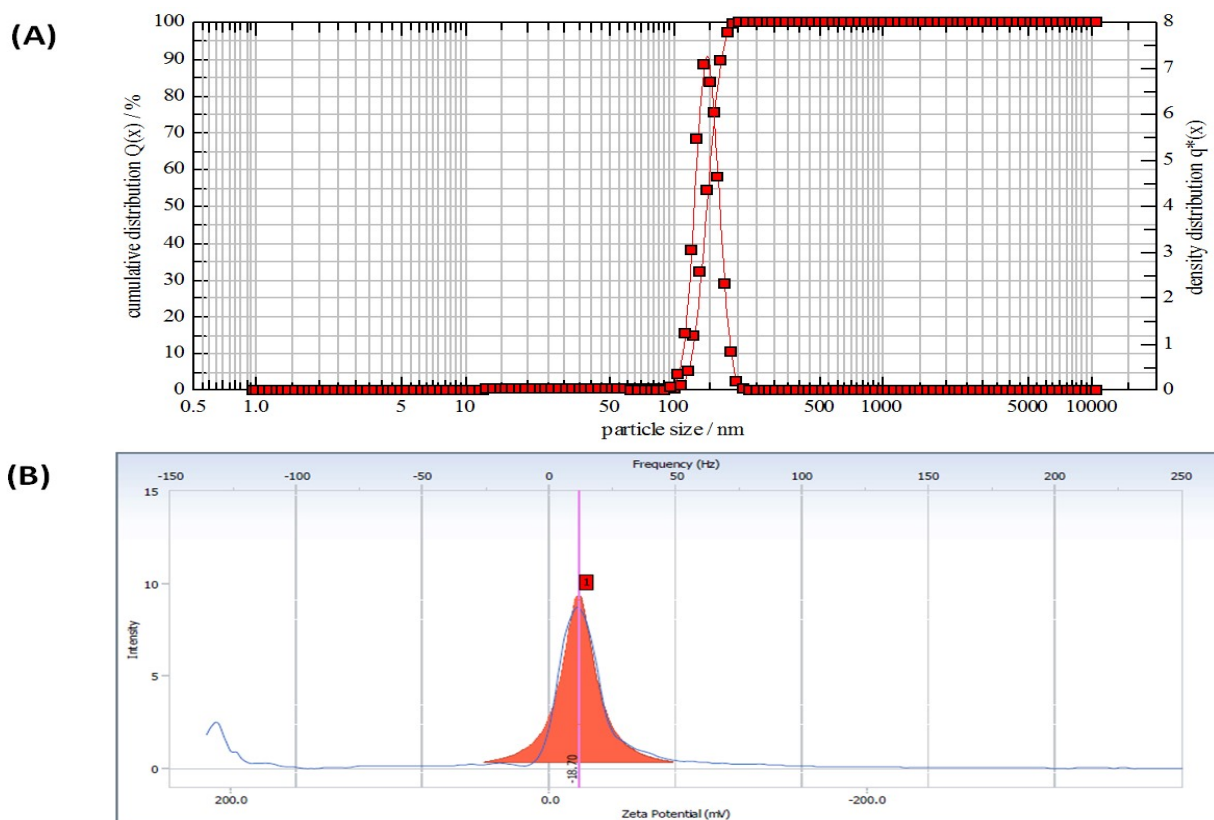 (A)
cumulative distribution Q(x) / %
100
90
80
70
60
50
40
30
20
10
0
8
7
6
5
4
3
2
1
0
density distribution q*(x)
0.5 1.0 5 10 50 100 500 1000 5000 10000
particle size / nm
(B)
Frequency (Hz)
-150 -100 -50 0 50 100 150 200 250
15
10
5
0
Intensity
1
-18.70
200.0 0.0 -200.0
Zeta Potential (mV)